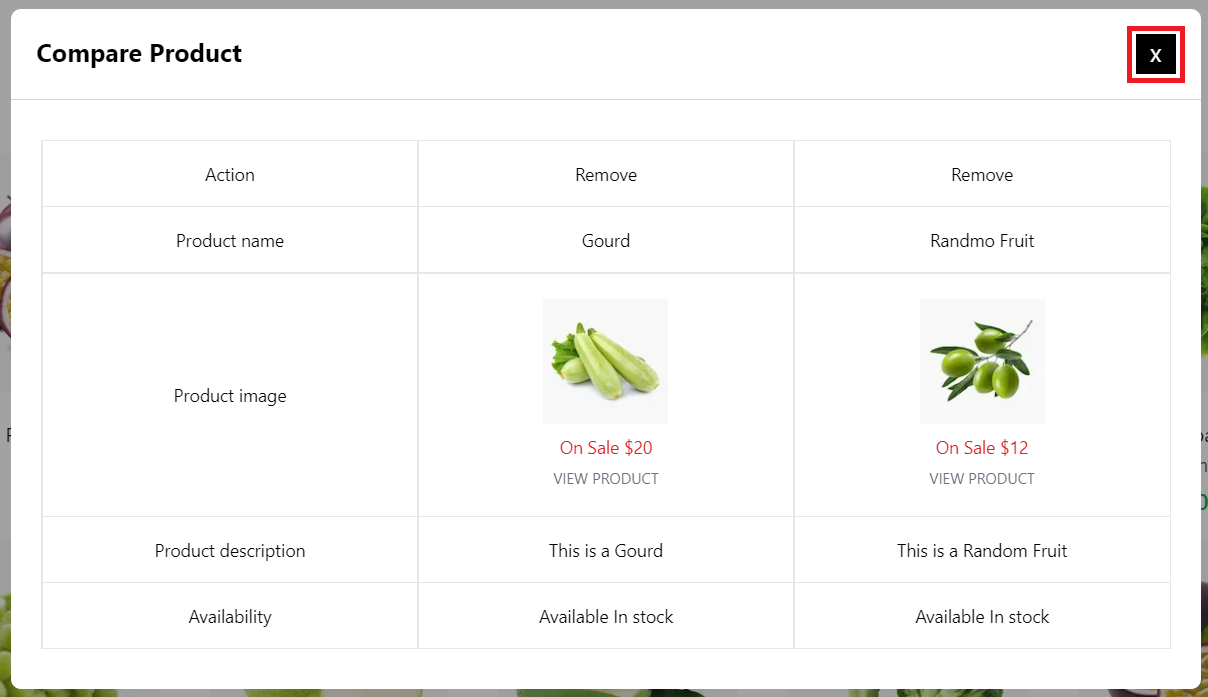 Compare Product
X
Action Remove Remove
Product name Gourd Randmo Fruit
Product image
On Sale $20 On Sale $12
VIEW PRODUCT VIEW PRODUCT
Product description This is a Gourd This is a Random Fruit
Availability Available In stock Available In stock